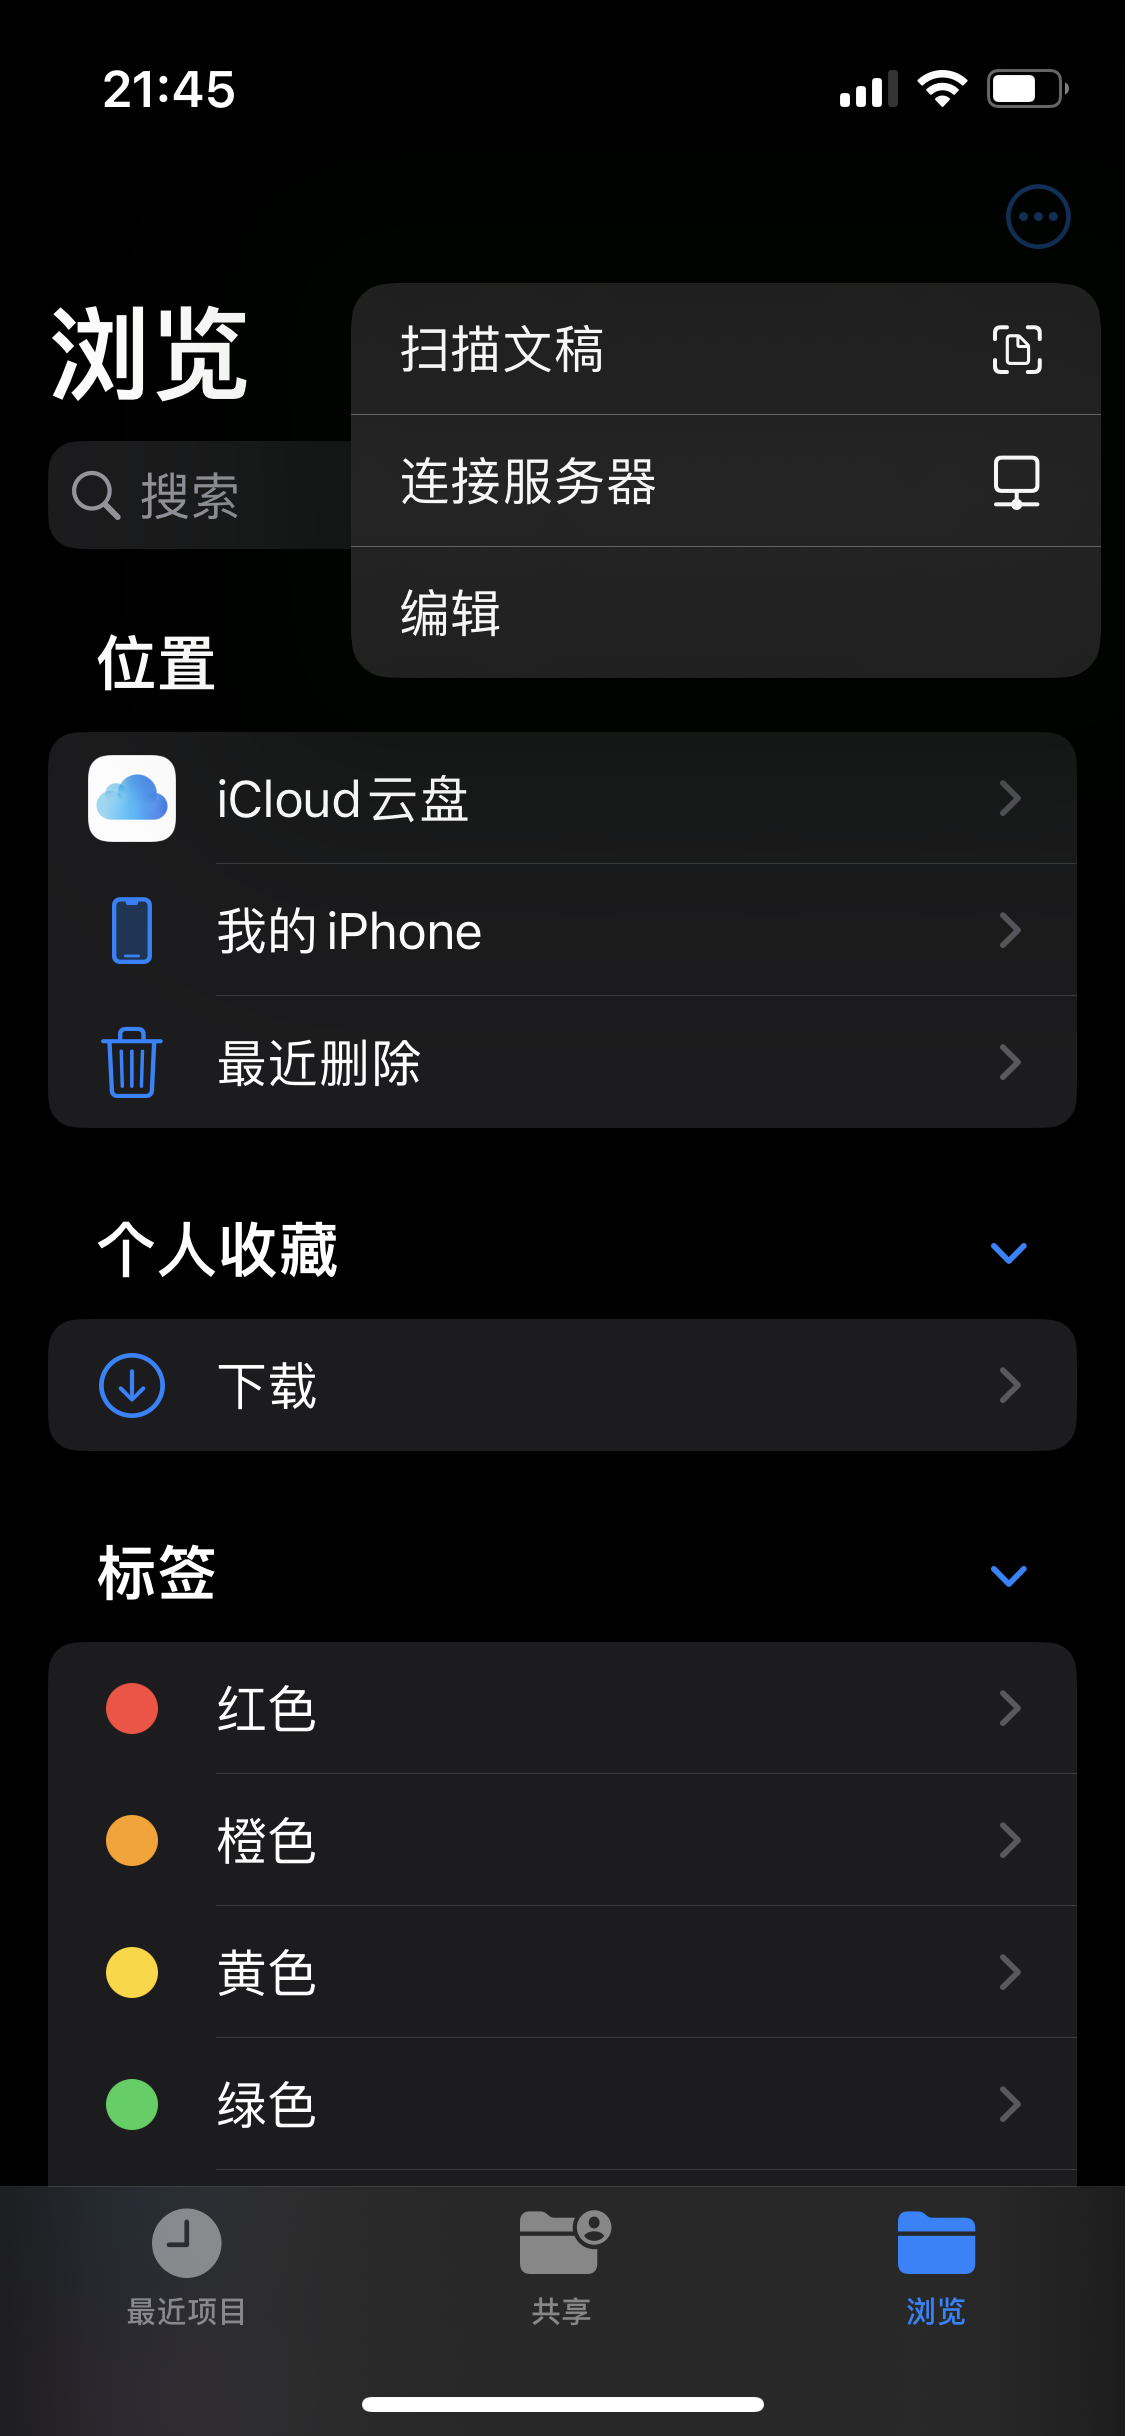 21:45
浏览
扫描文稿
搜索
连接服务器
编辑
位置
iCloud云盘
我的 iPhone
最近删除
个人收藏
下载
标签
红色
橙色
黄色
绿色
最近项目
共享
浏览